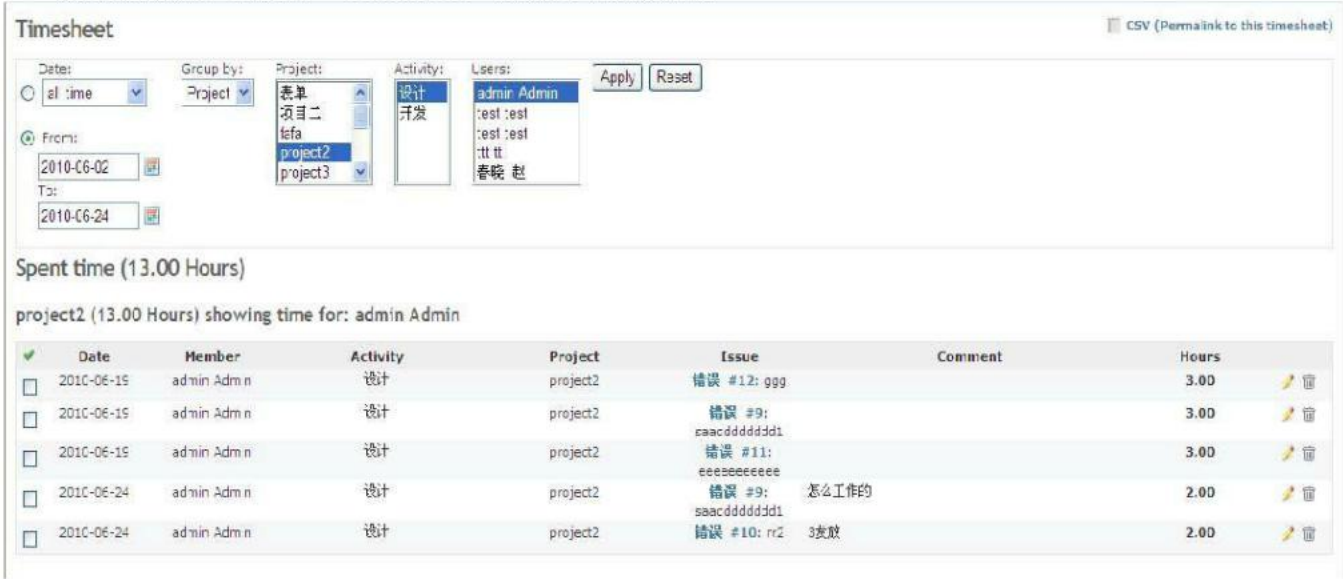 Timesheet
CSV (Permalink to this timesheet)
Date: Group by: Project: Activity: Users:
all time Project Apply Reset
表单 设计 admin Admin
项目二 开发 test test
fafa test test
project2 ttt tt
project3 春晓 赵
From:
2010-06-02
To:
2010-06-24
Spent time (13.00 Hours)
project2 (13.00 Hours) showing time for: admin Admin
Date Member Activity Project Issue Comment Hours
2010-06-19 admin Admin 设计 project2 错误 #12: ggg 3.00
2010-06-19 admin Admin 设计 project2 错误 #9: 3.00
2010-06-19 admin Admin 设计 project2 错误 #11: 3.00
eeeeeeeeeee
2010-06-24 admin Admin 设计 project2 错误 #9: 怎么工作的 2.00
2010-06-24 admin Admin 设计 project2 错误 #10: rr2 3发放 2.00